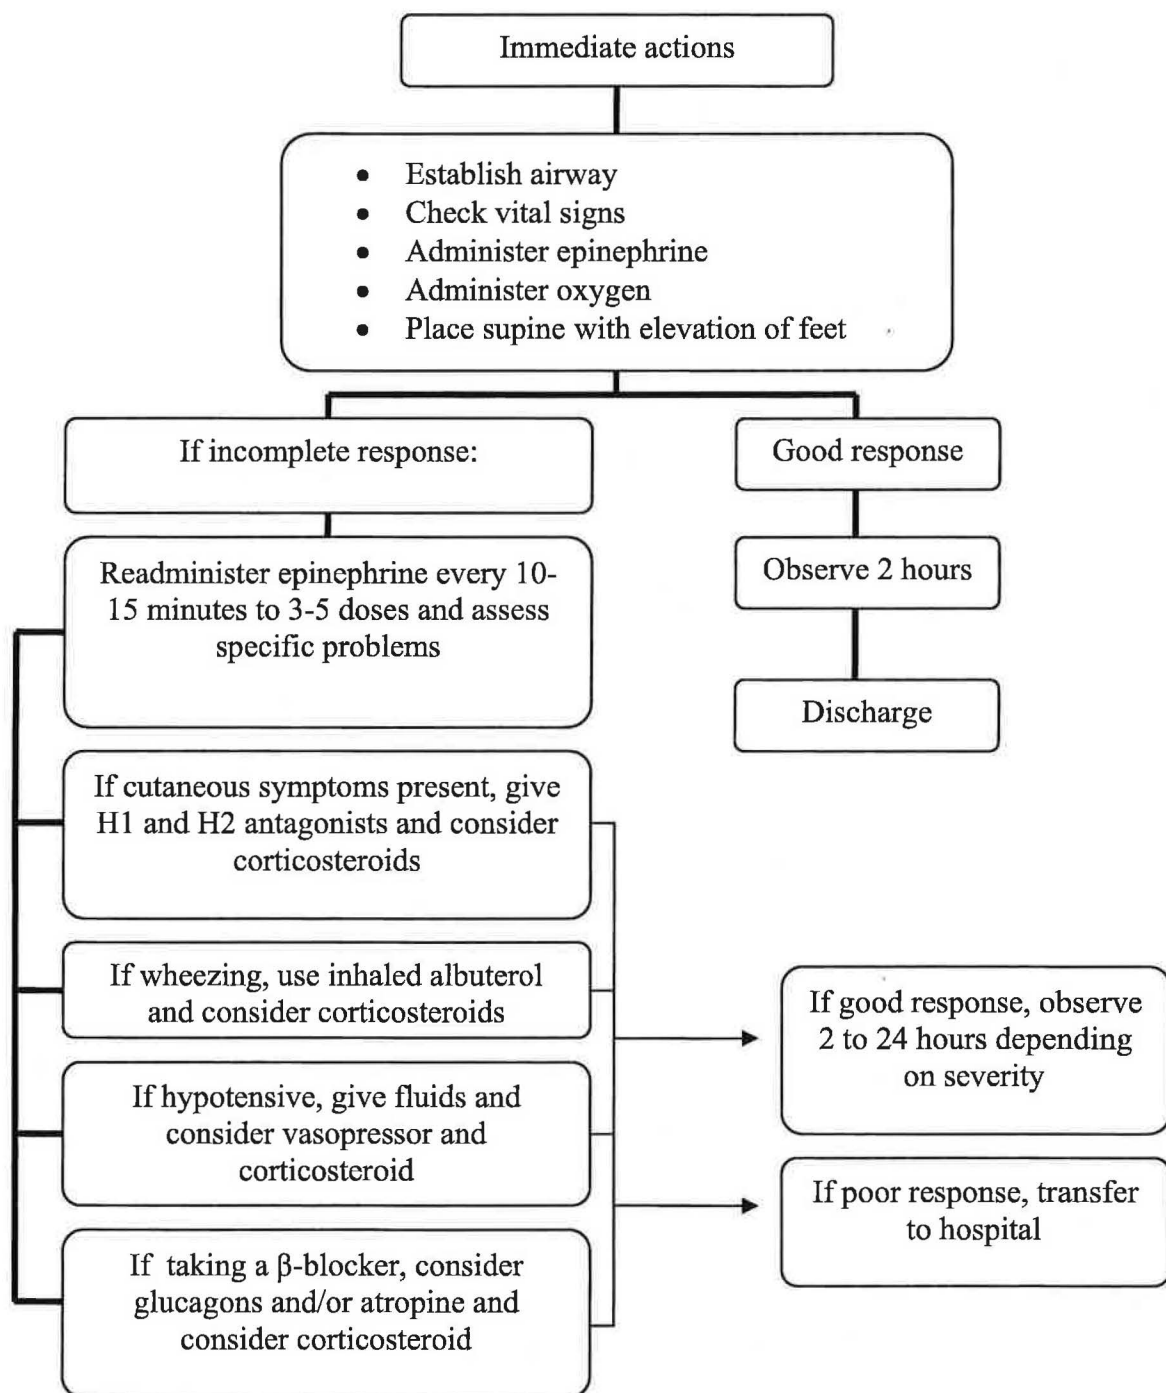 Immediate actions
• Establish airway
• Check vital signs
• Administer epinephrine
• Administer oxygen
• Place supine with elevation of feet
If incomplete response:
Good response
Readminister epinephrine every 10-
15 minutes to 3-5 doses and assess
specific problems
Observe 2 hours
Discharge
If cutaneous symptoms present, give
H1 and H2 antagonists and consider
corticosteroids
If wheezing, use inhaled albuterol
and consider corticosteroids
If hypotensive, give fluids and
consider vasopressor and
corticosteroid
If taking a β-blocker, consider
glucagons and/or atropine and
consider corticosteroid
If good response, observe
2 to 24 hours depending
on severity
If poor response, transfer
to hospital